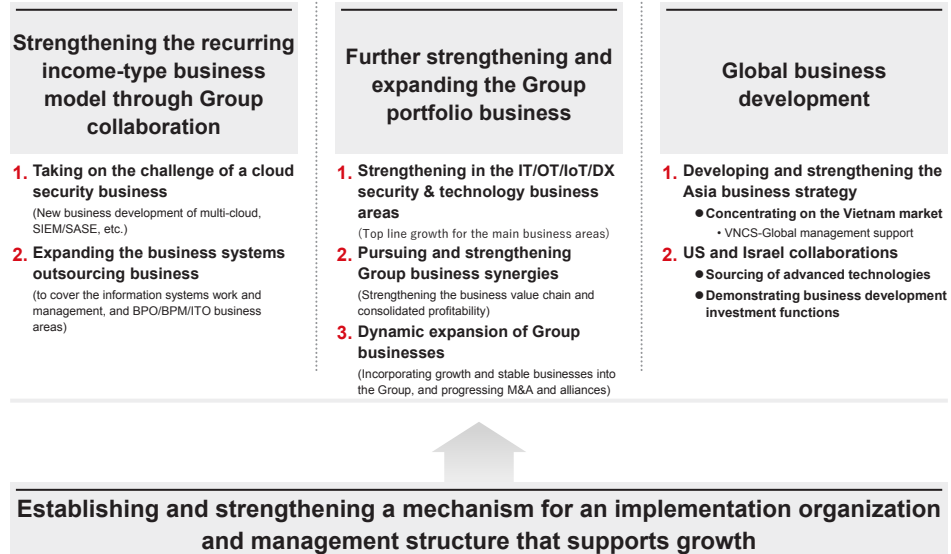 Strengthening the recurring
income-type business
model through Group
collaboration
1. Taking on the challenge of a cloud
security business
(New business development of multi-cloud,
SIEM/SASE, etc.)
2. Expanding the business systems
outsourcing business
(to cover the information systems work and
management, and BPO/BPM/ITO business
areas)
Further strengthening and
expanding the Group
portfolio business
1. Strengthening in the IT/OT/IoT/DX
security & technology business
areas
(Top line growth for the main business areas)
2. Pursuing and strengthening
Group business synergies
(Strengthening the business value chain and
consolidated profitability)
3. Dynamic expansion of Group
businesses
(Incorporating growth and stable businesses into
the Group, and progressing M&A and alliances)
Global business
development
1. Developing and strengthening the
Asia business strategy
● Concentrating on the Vietnam market
• VNCS-Global management support
2. US and Israel collaborations
● Sourcing of advanced technologies
● Demonstrating business development
investment functions
Establishing and strengthening a mechanism for an implementation organization
and management structure that supports growth